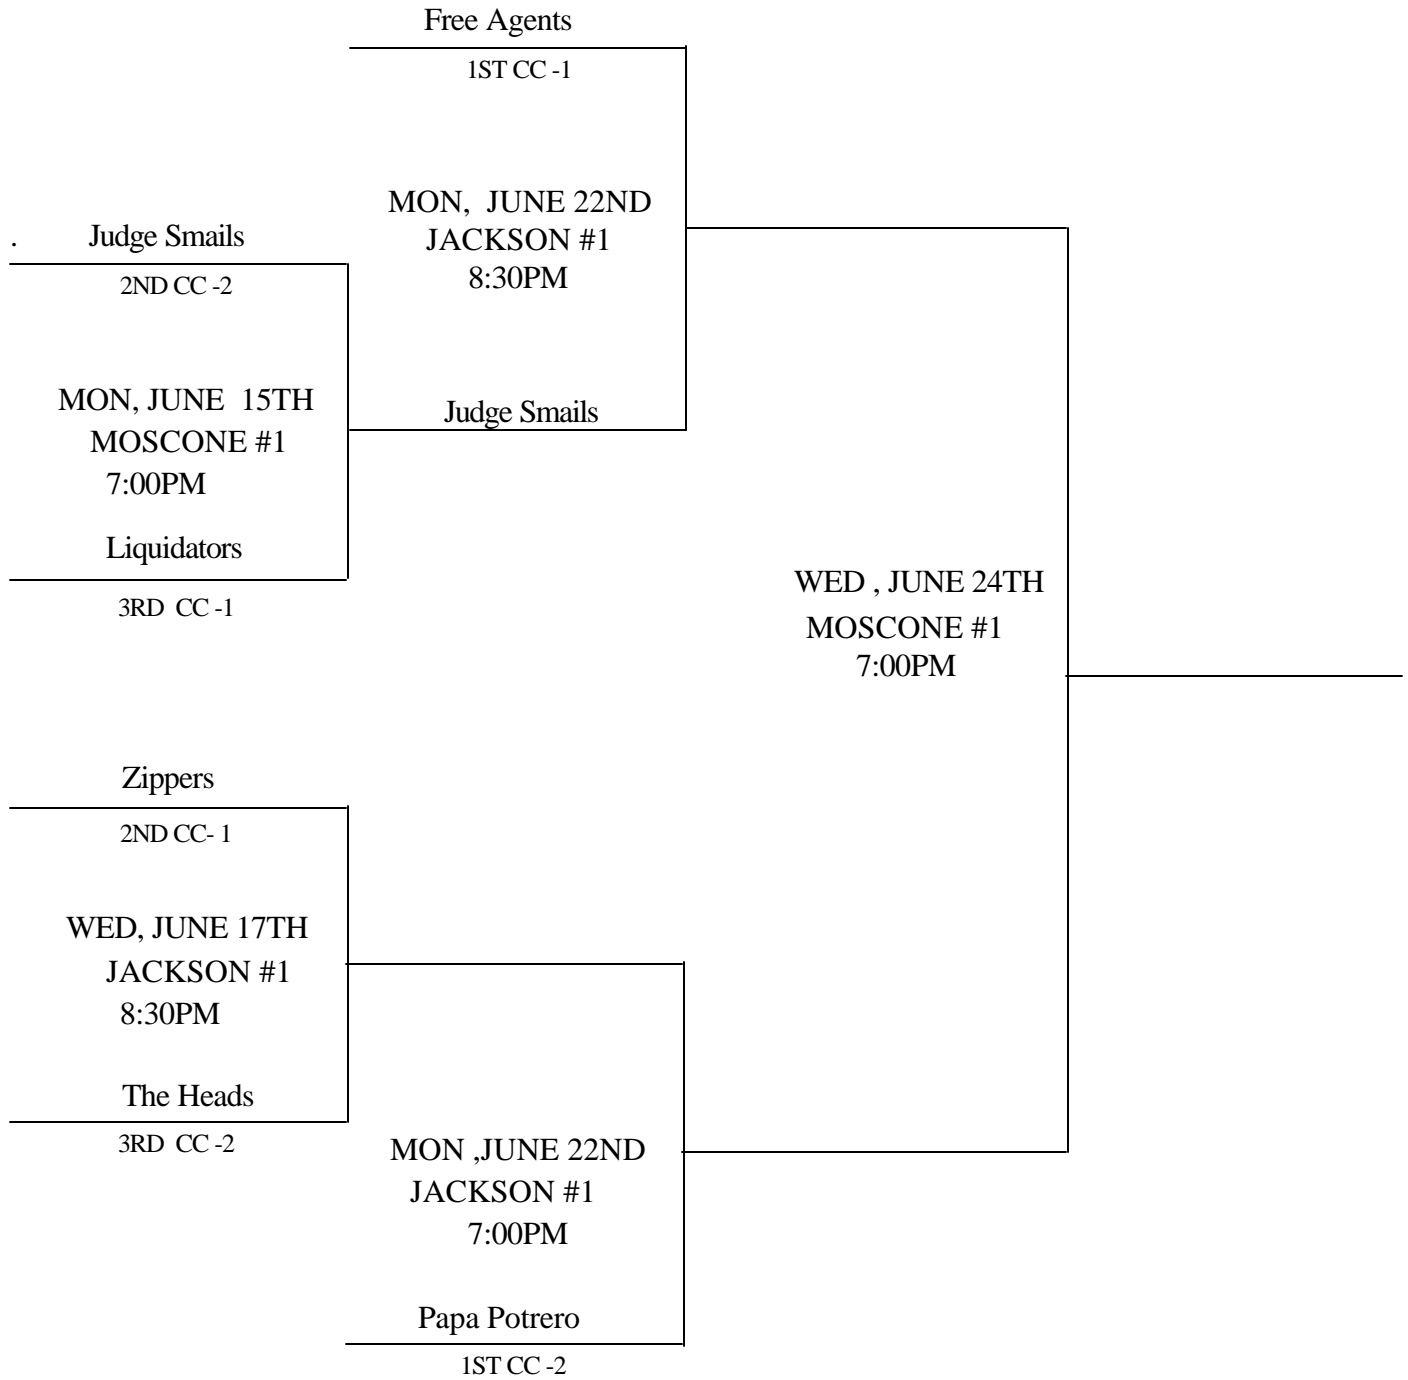 Free Agents
1ST CC -1
MON, JUNE 22ND
JACKSON #1
8:30PM
. Judge Smails
2ND CC -2
MON, JUNE 15TH
MOSCONE #1
7:00PM
Judge Smails
Liquidators
3RD CC -1
WED , JUNE 24TH
MOSCONE #1
7:00PM
Zippers
2ND CC- 1
WED, JUNE 17TH
JACKSON #1
8:30PM
The Heads
3RD CC -2
MON ,JUNE 22ND
JACKSON #1
7:00PM
Papa Potrero
1ST CC -2